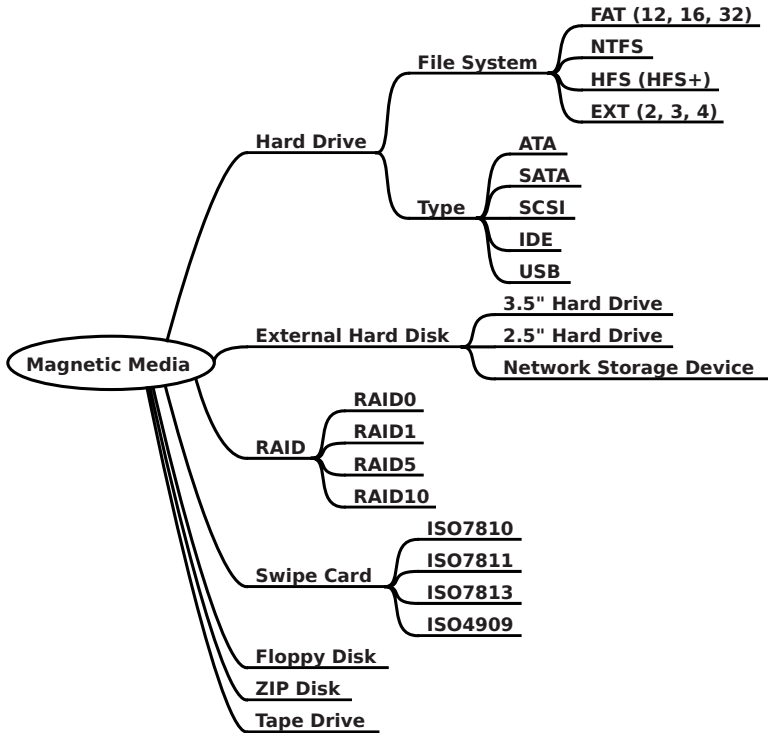 Magnetic Media
Hard Drive
File System
FAT (12, 16, 32)
NTFS
HFS (HFS+)
EXT (2, 3, 4)
Type
ATA
SATA
SCSI
IDE
USB
External Hard Disk
3.5" Hard Drive
2.5" Hard Drive
Network Storage Device
RAID
RAID0
RAID1
RAID5
RAID10
Swipe Card
ISO7810
ISO7811
ISO7813
ISO4909
Floppy Disk
ZIP Disk
Tape Drive